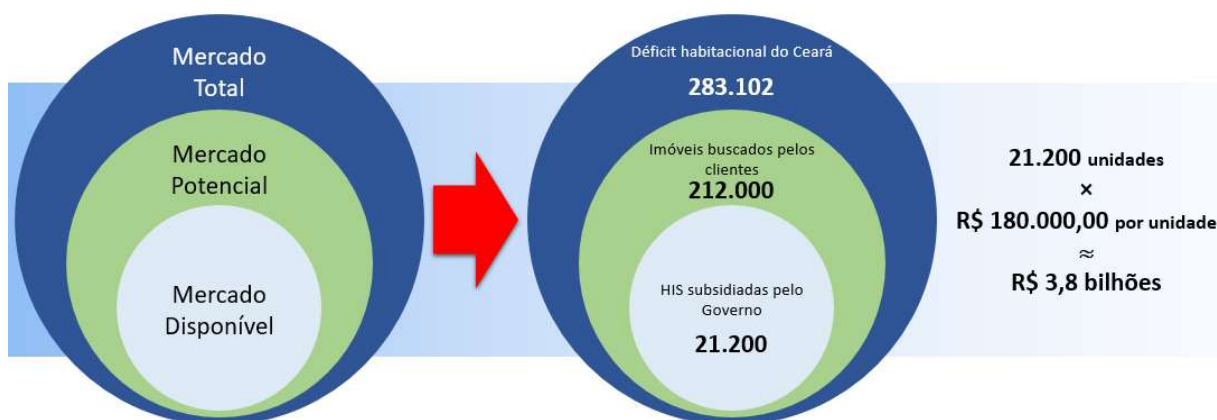 Mercado
Total
Mercado
Potencial
Mercado
Disponível
Déficit habitacional do Ceará
283.102
Imóveis buscados pelos
clientes
212.000
HIS subsidiadas pelo
Governo
21.200
21.200 unidades
×
R$ 180.000,00 por unidade
≈
R$ 3,8 bilhões